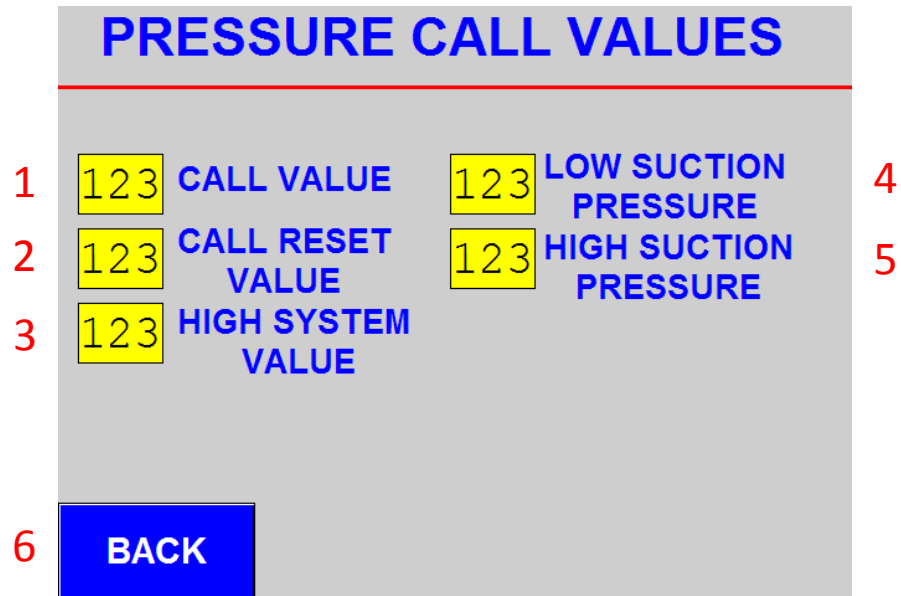 PRESSURE CALL VALUES
1 123 CALL VALUE
123 LOW SUCTION PRESSURE 4
2 123 CALL RESET VALUE
123 HIGH SUCTION PRESSURE 5
3 123 HIGH SYSTEM VALUE
6 BACK